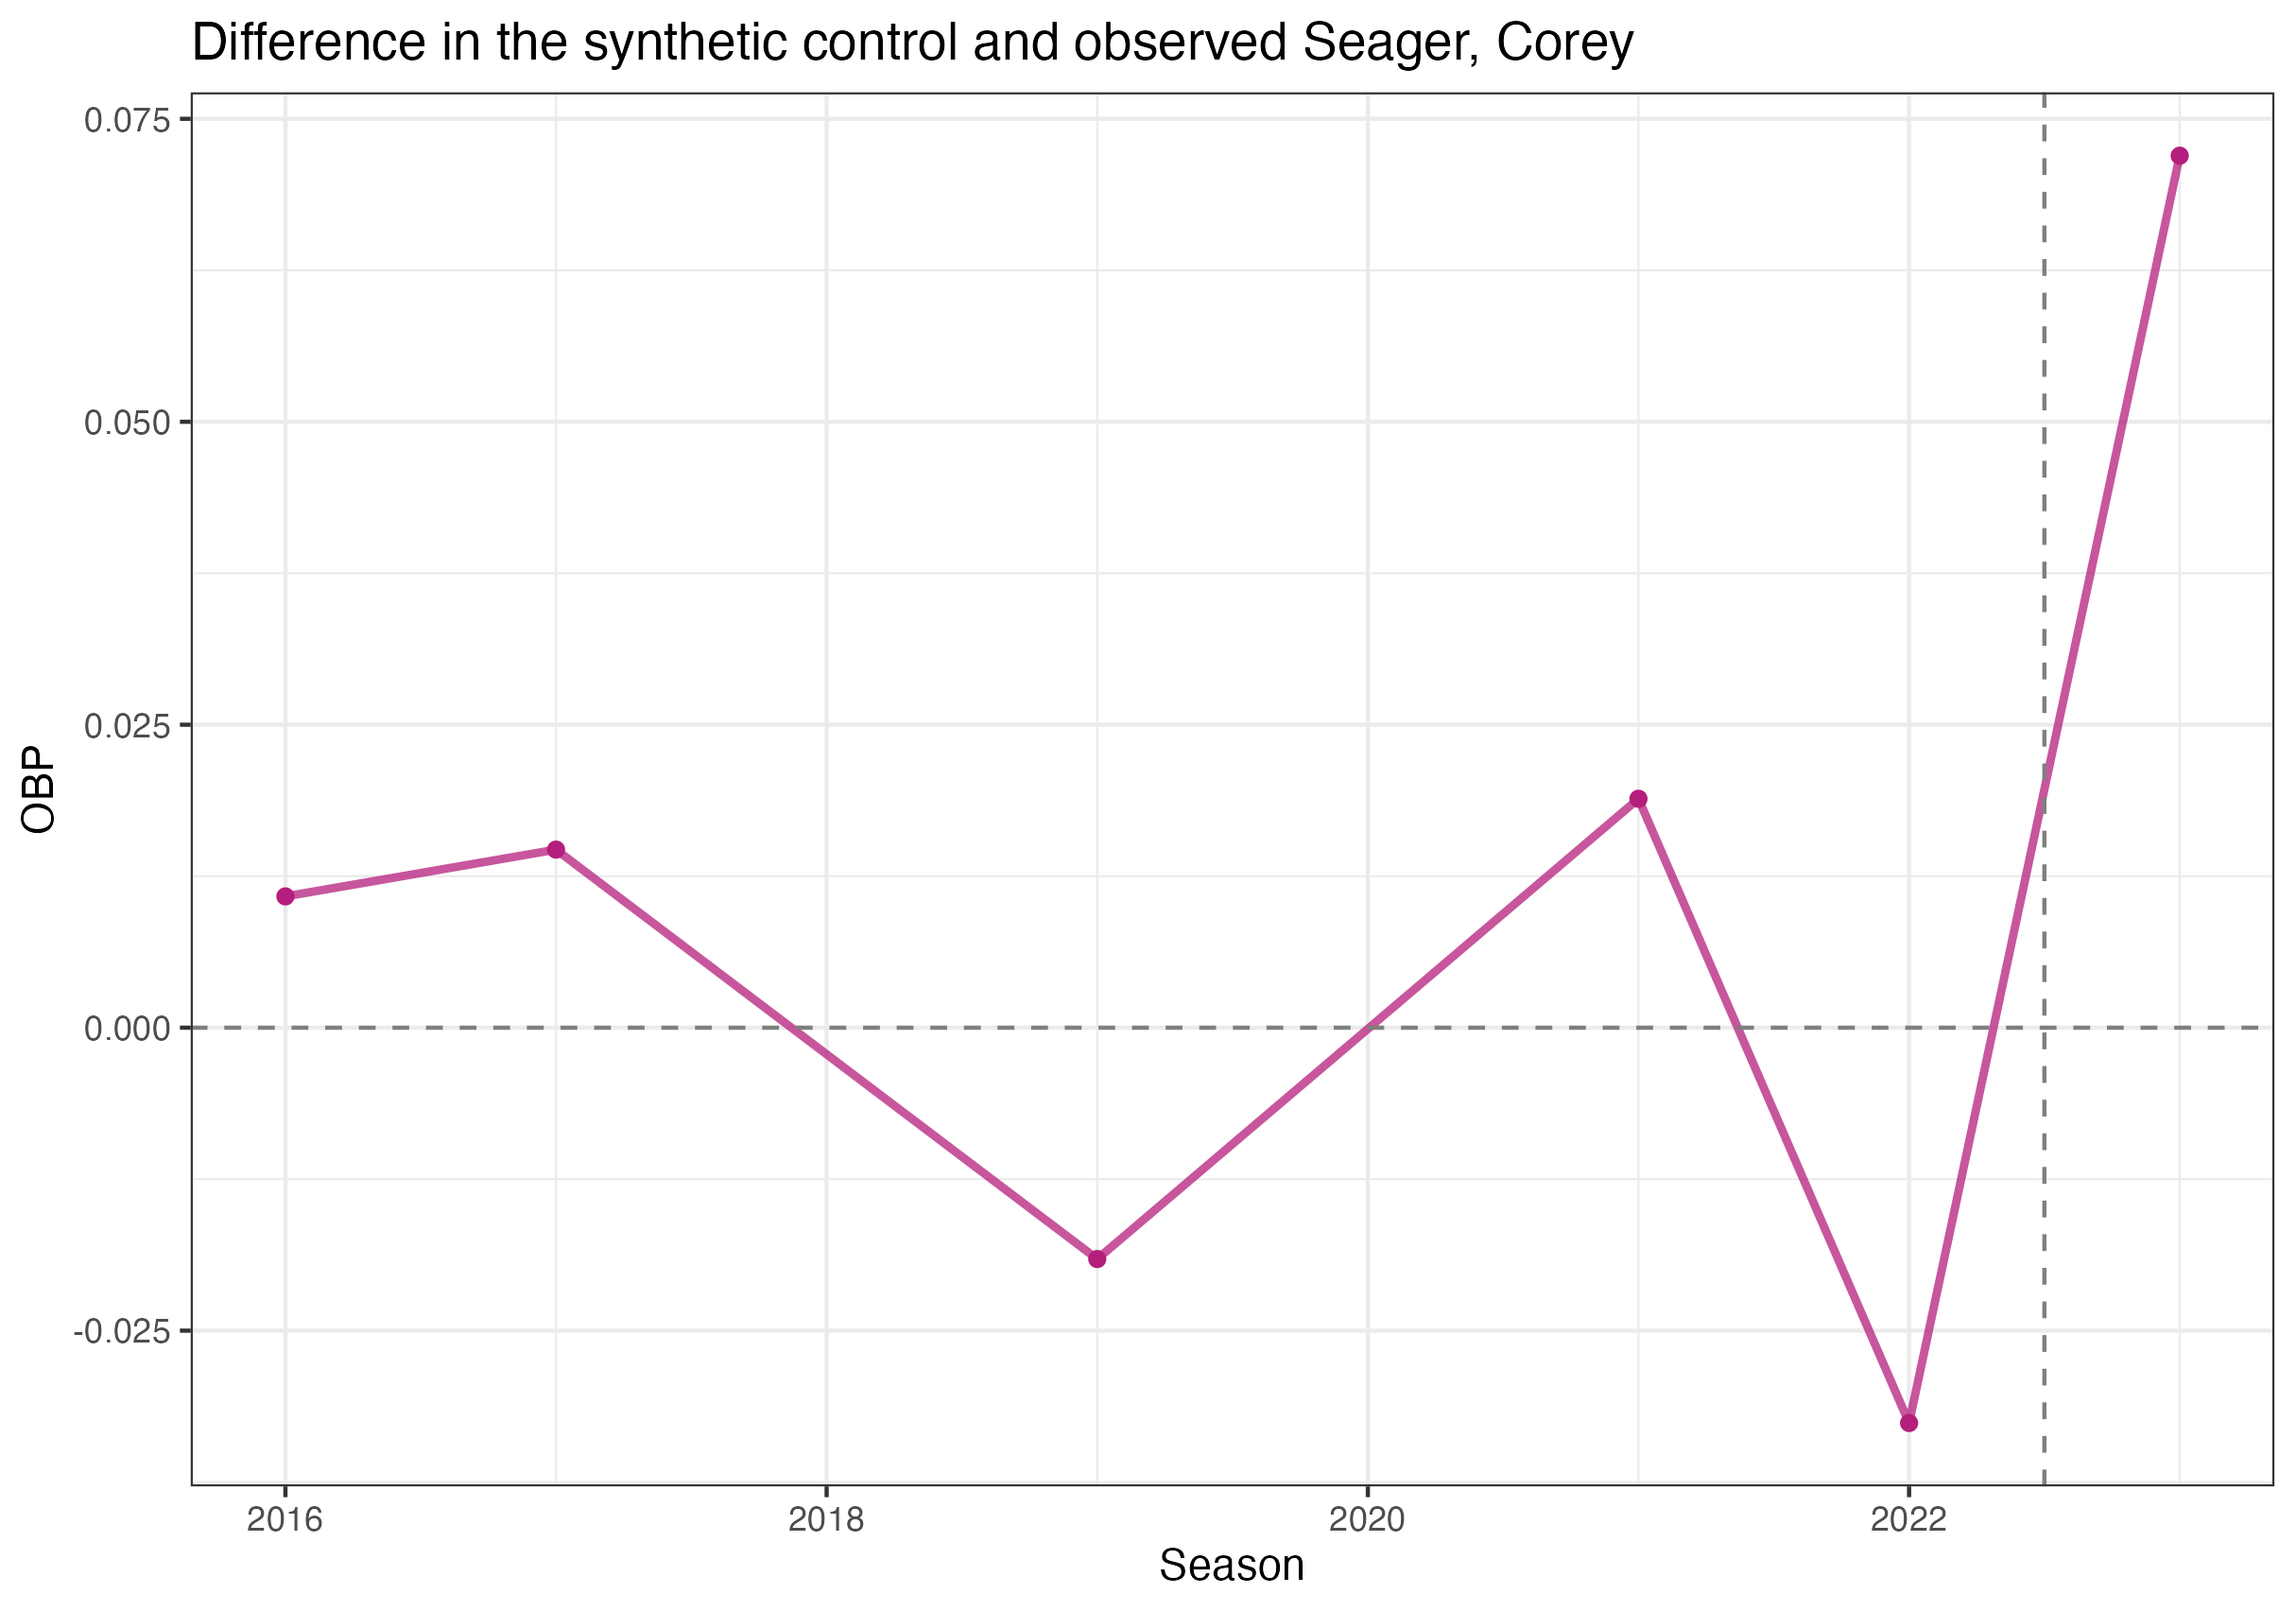 Difference in the synthetic control and observed Seager, Corey
0.075
0.050
0.025
0.000
-0.025
OBP
2016 2018 2020 2022
Season